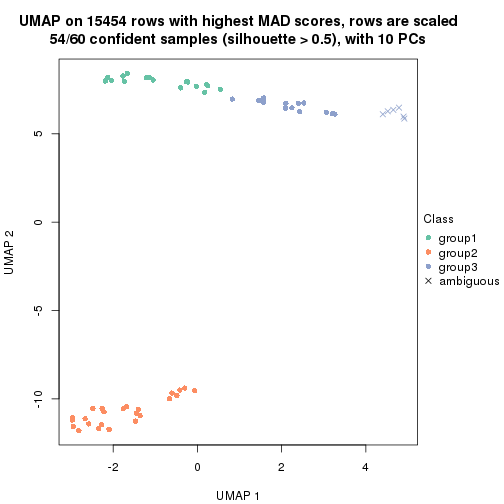 UMAP on 15454 rows with highest MAD scores, rows are scaled
54/60 confident samples (silhouette > 0.5), with 10 PCs
5
0
-5
-10
UMAP 2
-2
0
2
4
UMAP 1
Class
group1
group2
group3
ambiguous